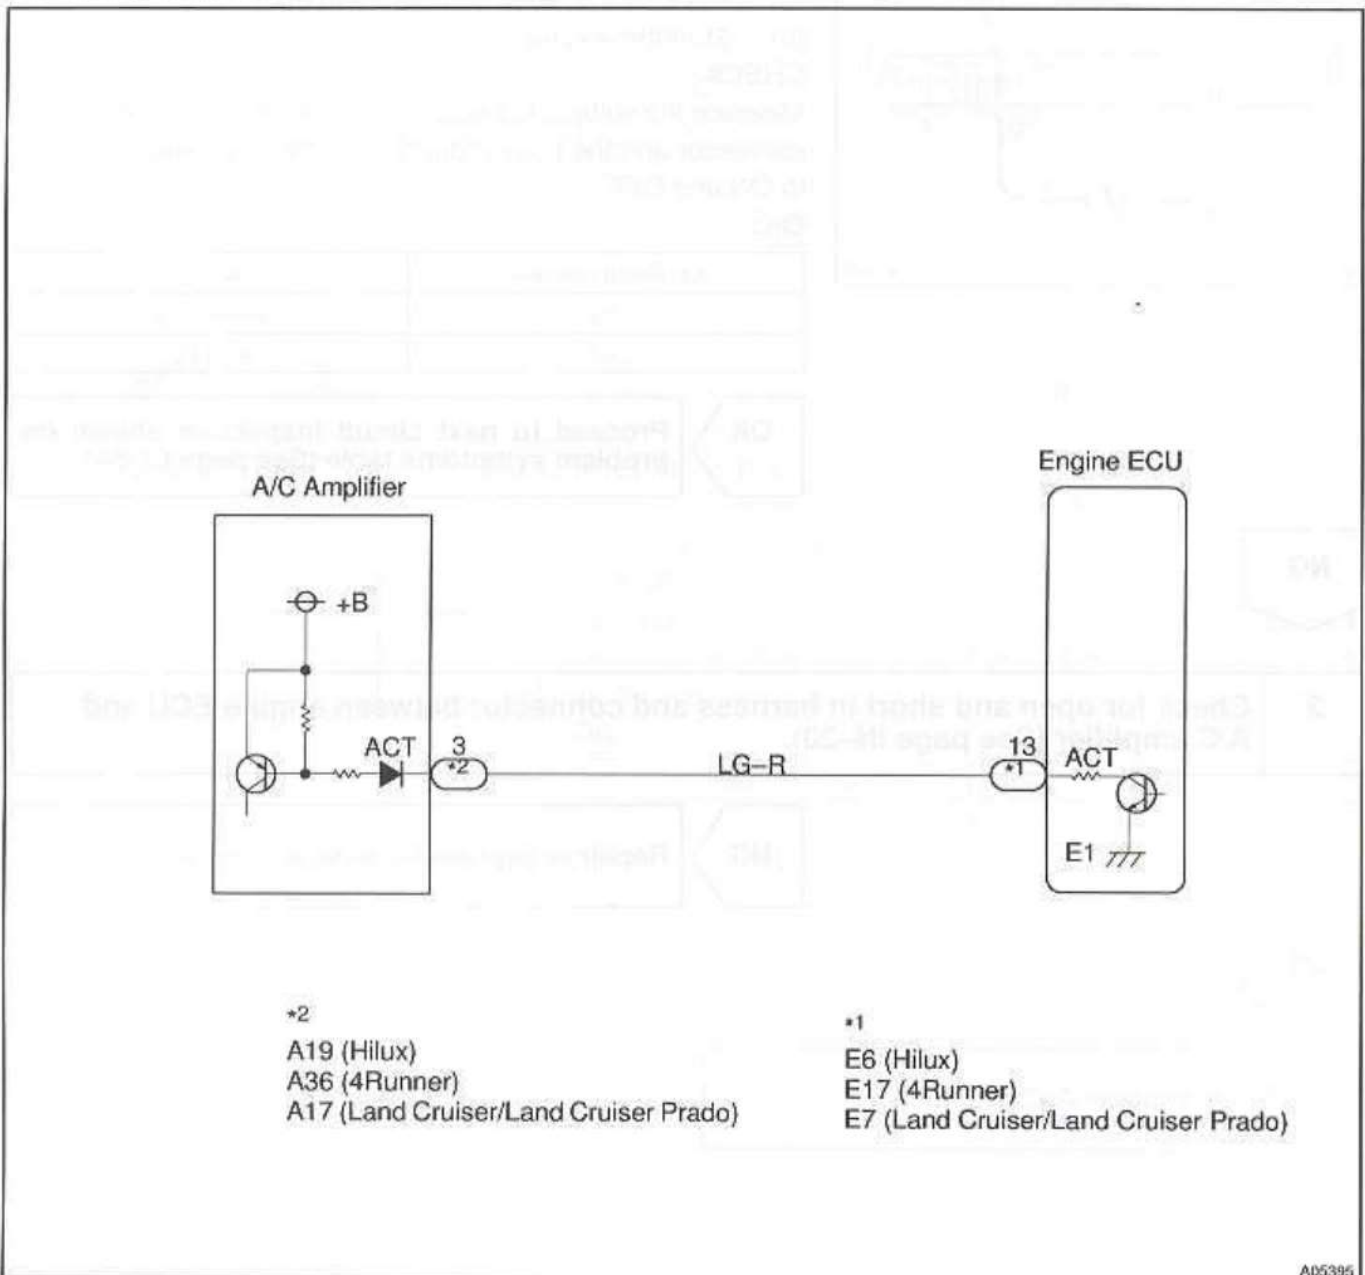 Engine ECU
A/C Amplifier
+B
ACT
3
*2
LG–R
13
*1
ACT
E1
*2
A19 (Hilux)
A36 (4Runner)
A17 (Land Cruiser/Land Cruiser Prado)
*1
E6 (Hilux)
E17 (4Runner)
E7 (Land Cruiser/Land Cruiser Prado)
A05395